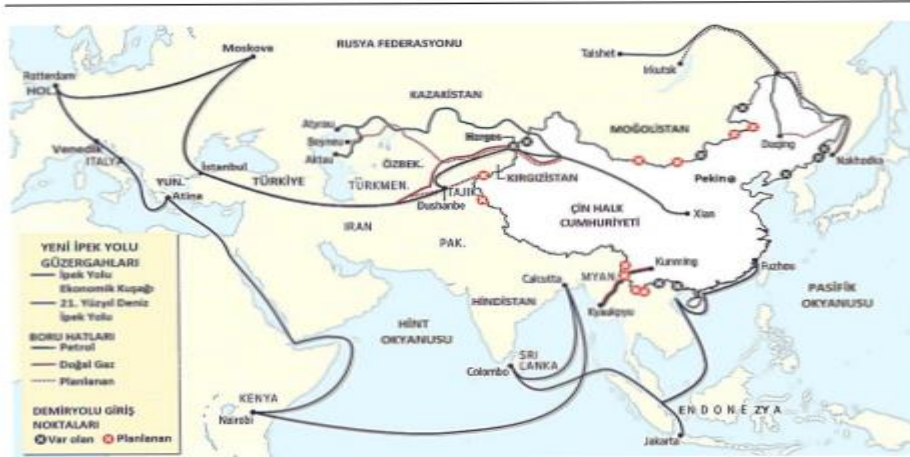 Moskova
RUSYA FEDERASYONU
Taishet
Irkutsk
Rotterdam
HOL.
KAZAKİSTAN
Atyrau
Beyneu
Aktau
Horgos
MOĞOLİSTAN
Daqing
Nakhodka
Venedik
İTALYA
İstanbul
ÖZBEK.
KIRGIZİSTAN
Pekin
YUN.
TÜRKİYE
TÜRKMEN.
TAJİK.
Atina
Dushanbe
ÇİN HALK
CUMHURİYETİ
Xian
IRAN
PAK.
YENİ İPEK YOLU
GÜZERGAHLARI
İpek Yolu
Ekonomik Kuşağı
21. Yüzyıl Deniz
İpek Yolu
BORU HATLARI
Petrol
Doğal Gaz
Planlanan
DEMİRYOLU GİRİŞ
NOKTALARI
Var olan
Planlanan
Kunming
Fuzhou
Calcutta
MYAN.
HİNDİSTAN
Kyaukpyu
PASİFİK
OKYANUSU
HİNT
OKYANUSU
SRİ
LANKA
Colombo
KENYA
Nairobi
ENDONEZYA
Jakarta